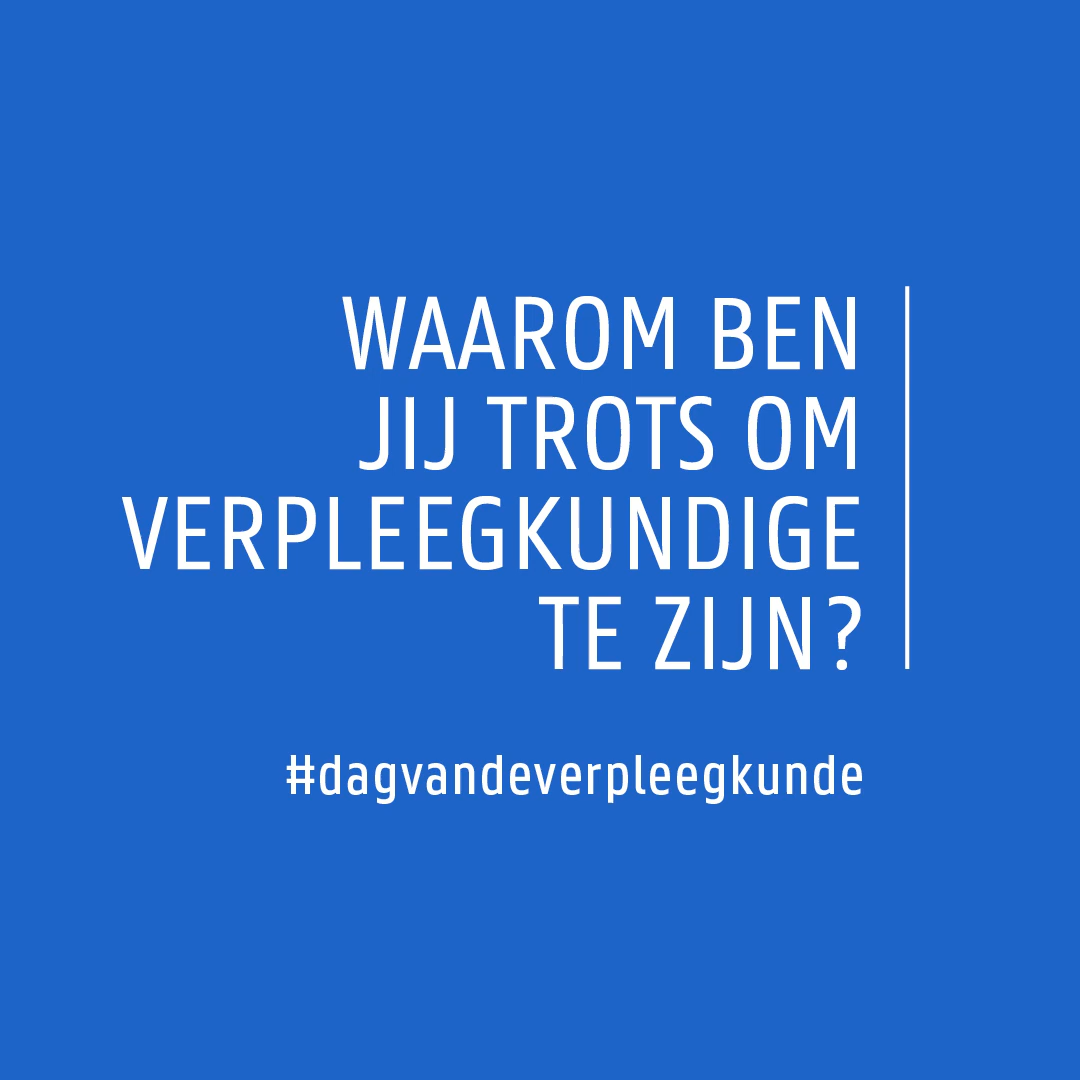 WAAROM BEN
JIJ TROTS OM
VERPLEEGKUNDIGE
TE ZIJN?
#dagvandeverpleegkunde